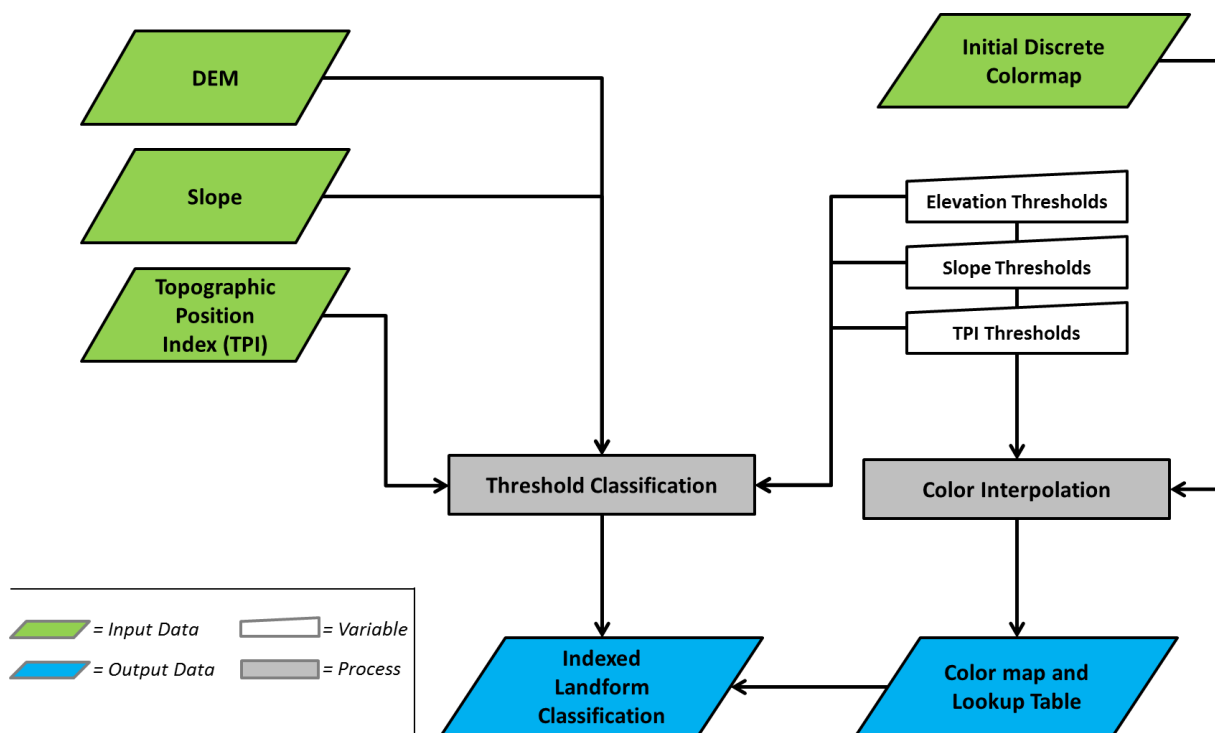 DEM
Initial Discrete
Colormap
Slope
Elevation Thresholds
Slope Thresholds
Topographic
Position
Index (TPI)
TPI Thresholds
Threshold Classification
Color Interpolation
= Input Data
= Variable
= Output Data
= Process
Indexed
Landform
Classification
Color map and
Lookup Table